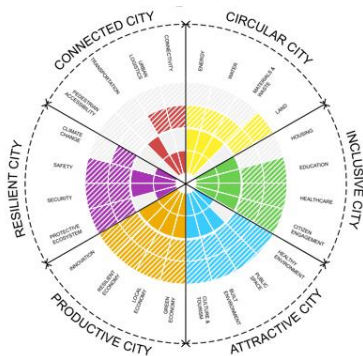 CONNECTED CITY
CIRCULAR CITY
INCLUSIVE CITY
ATTRACTIVE CITY
PRODUCTIVE CITY
RESILIENT CITY
ENERGY
WATER
MATERIALS &
WASTE
LAND
HOUSING
EDUCATION
HEALTHCARE
CITIZEN
ENGAGEMENT
HEALTHY
ENVIRONMENT
PUBLIC
SPACE
BUILT
ENVIRONMENT
CULTURE &
TOURISM
GREEN
ECONOMY
LOCAL
ECONOMY
RESILIENT
ECONOMY
INNOVATION
PROTECTIVE
ECOSYSTEM
SECURITY
SAFETY
CLIMATE
CHANGE
PEDESTRIAN
ACCESSIBILITY
TRANSPORTATION
URBAN
LOGISTICS
CONNECTIVITY